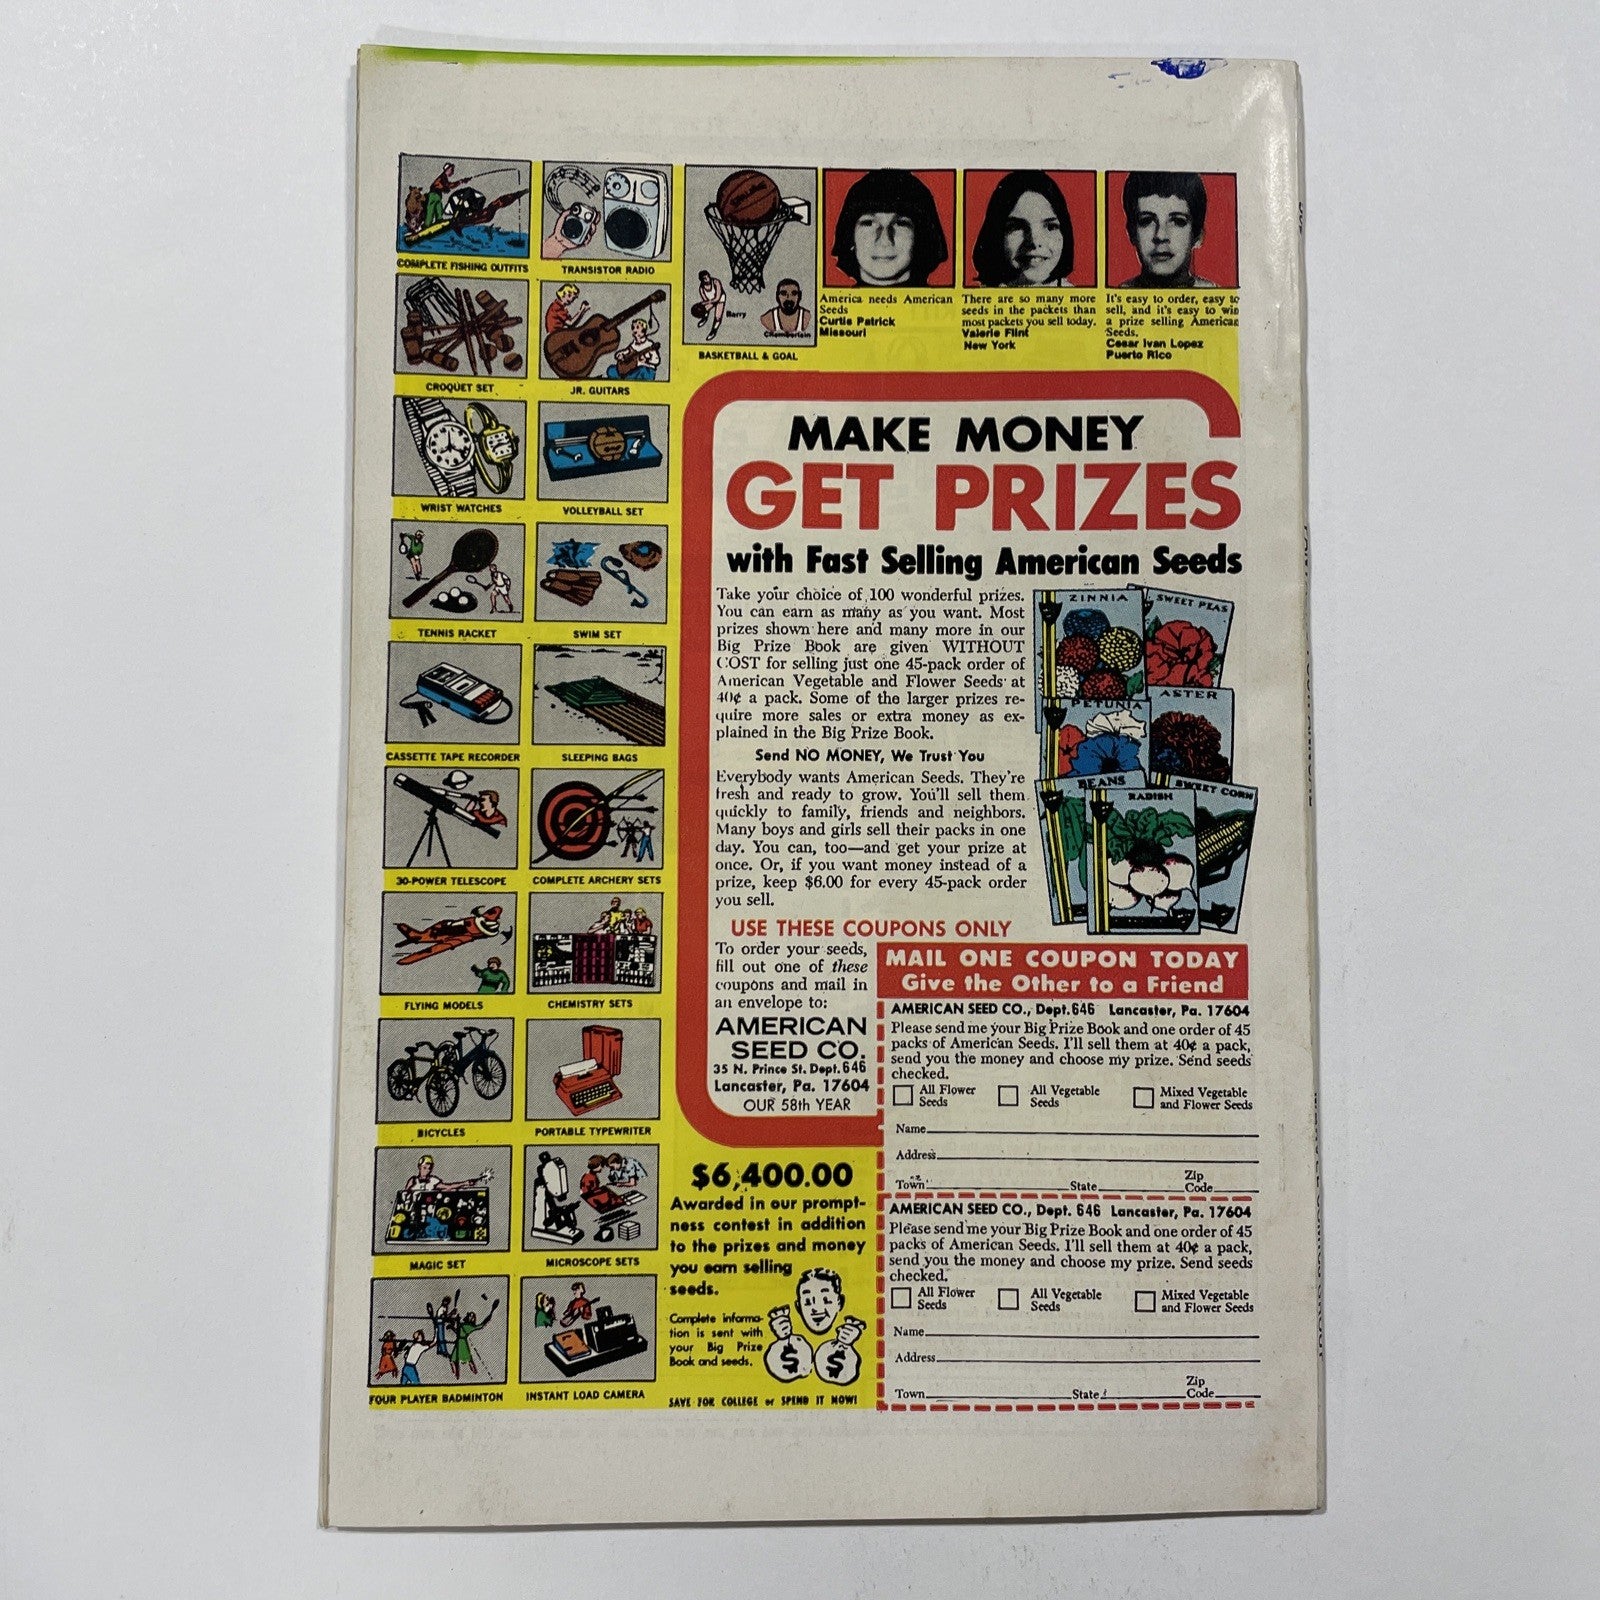 COMPLETE FISHING OUTFITS
TRANSISTOR RADIO
CROQUET SET
JR. GUITARS
WRIST WATCHES
VOLLEYBALL SET
TENNIS RACKET
SWIM SET
CASSETTE TAPE RECORDER
SLEEPING BAGS
30-POWER TELESCOPE
COMPLETE ARCHERY SETS
FLYING MODELS
CHEMISTRY SETS
BICYCLES
PORTABLE TYPEWRITER
MAGIC SET
MICROSCOPE SETS
FOUR PLAYER BADMINTON
INSTANT LOAD CAMERA
Barry
Chamberlain
BASKETBALL & GOAL
America needs American
Seeds
Curtis Patrick
Missouri
There are so many more
seeds in the packets than
most packets you sell today.
Valerie Flint
New York
It's easy to order, easy to
sell, and it's easy to win
a prize selling American
Seeds.
Cesar Ivan Lopez
Puerto Rico
MAKE MONEY
GET PRIZES
with Fast Selling American Seeds
Take your choice of 100 wonderful prizes.
You can earn as many as you want. Most
prizes shown here and many more in our
Big Prize Book are given WITHOUT
COST for selling just one 45-pack order of
American Vegetable and Flower Seeds at
40¢ a pack. Some of the larger prizes re-
quire more sales or extra money as ex-
plained in the Big Prize Book.
Send NO MONEY, We Trust You
Everybody wants American Seeds. They're
fresh and ready to grow. You'll sell them
quickly to family, friends and neighbors.
Many boys and girls sell their packs in one
day. You can, too—and get your prize at
once. Or, if you want money instead of a
prize, keep $6.00 for every 45-pack order
you sell.
ZINNIA
SWEET PEAS
PETUNIA
ASTER
BEANS
RADISH
SWEET CORN
USE THESE COUPONS ONLY
To order your seeds,
fill out one of these
coupons and mail in
an envelope to:
AMERICAN
SEED CO.
35 N. Prince St. Dept. 646
Lancaster, Pa. 17604
OUR 58th YEAR
MAIL ONE COUPON TODAY
Give the Other to a Friend
AMERICAN SEED CO., Dept. 646 Lancaster, Pa. 17604
Please send me your Big Prize Book and one order of 45
packs of American Seeds. I'll sell them at 40¢ a pack,
send you the money and choose my prize. Send seeds
checked.
All Flower
Seeds
All Vegetable
Seeds
Mixed Vegetable
and Flower Seeds
Name
Address
Town State Zip
Code
AMERICAN SEED CO., Dept. 646 Lancaster, Pa. 17604
Please send me your Big Prize Book and one order of 45
packs of American Seeds. I'll sell them at 40¢ a pack,
send you the money and choose my prize. Send seeds
checked.
All Flower
Seeds
All Vegetable
Seeds
Mixed Vegetable
and Flower Seeds
Name
Address
Town State Zip
Code
$6,400.00
Awarded in our prompt-
ness contest in addition
to the prizes and money
you earn selling
seeds.
Complete informa-
tion is sent with
your Big Prize
Book and seeds.
$ $
SAVE FOR COLLEGE or SPEND IT NOW!